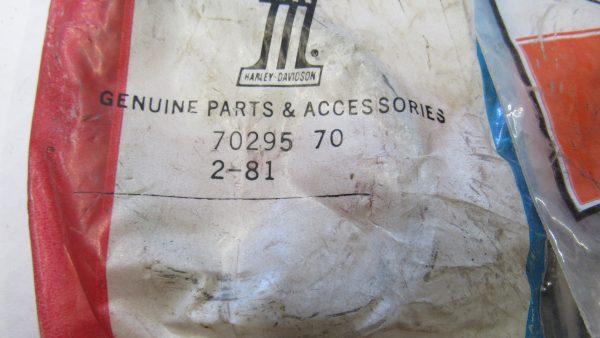 HARLEY-DAVIDSON
®
GENUINE PARTS & ACCESSORIES
70295 70
2-81